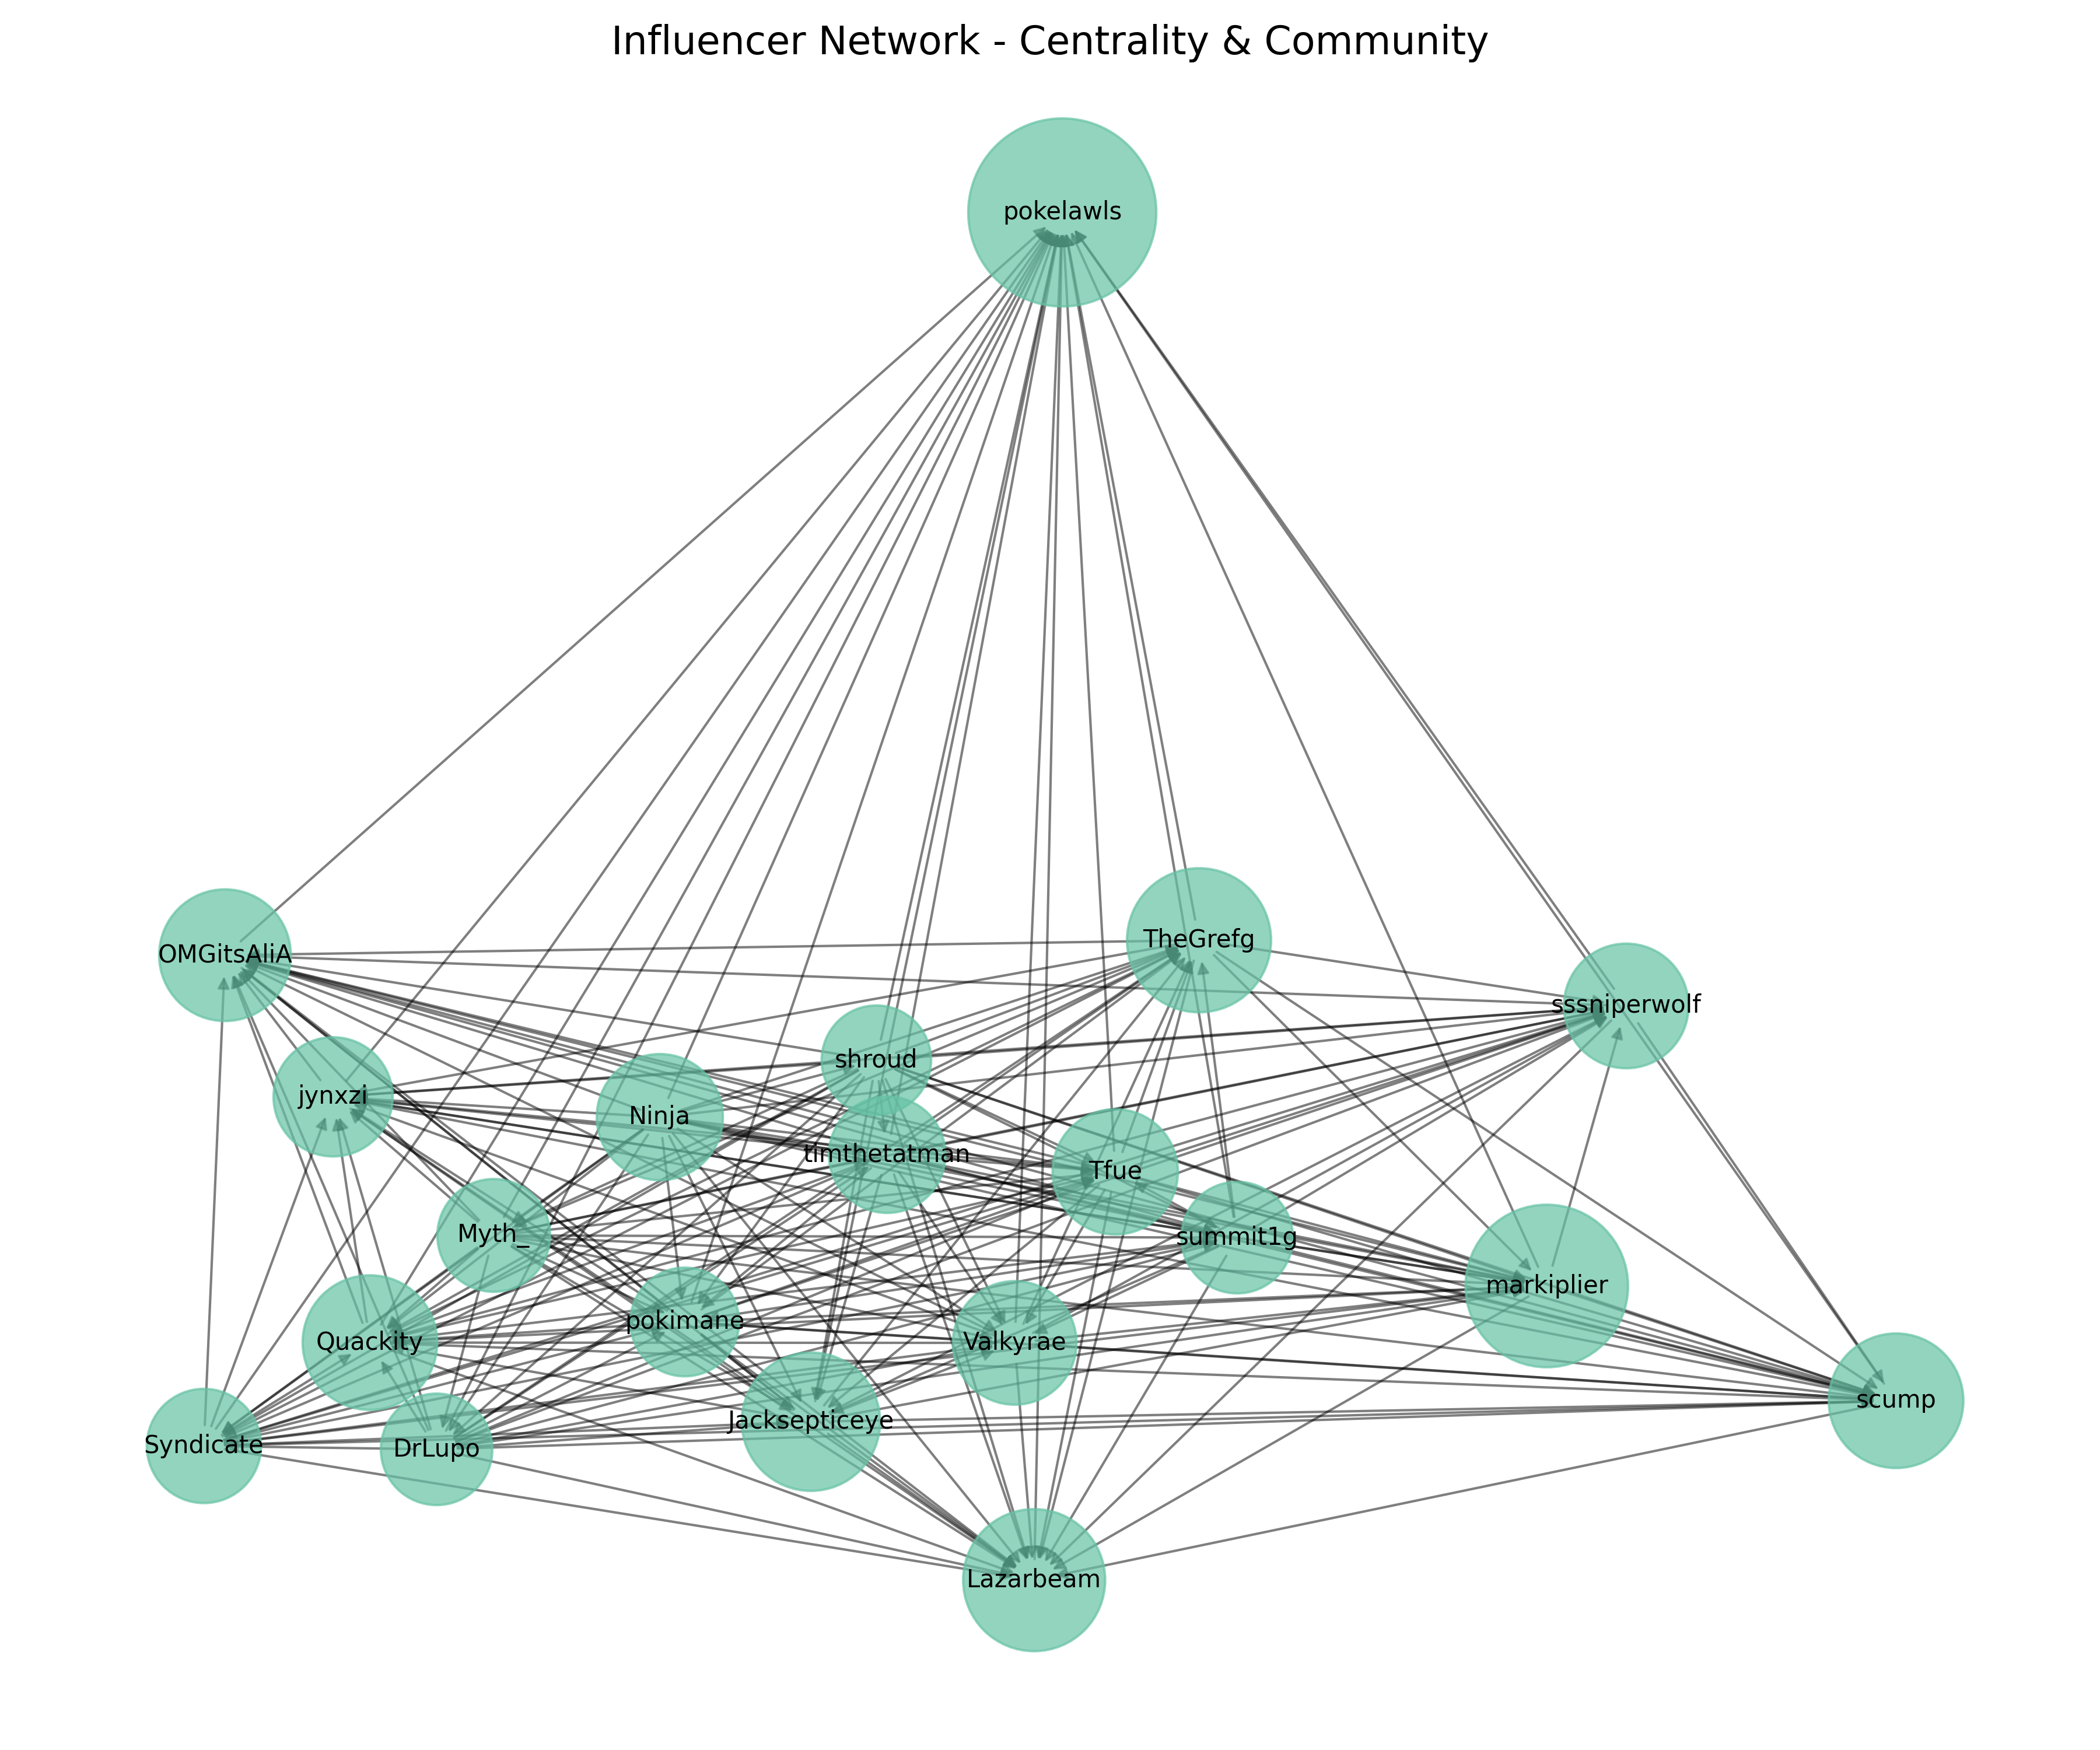 Influencer Network - Centrality & Community
pokelawls
TheGrefg
OMGitsAliA
sssniperwolf
shroud
jynxzi
Ninja
timthetatman
Tfue
Myth_
summit1g
markiplier
pokimane
Quackity
Valkyrae
scump
Jacksepticeye
Syndicate
DrLupo
Lazarbeam